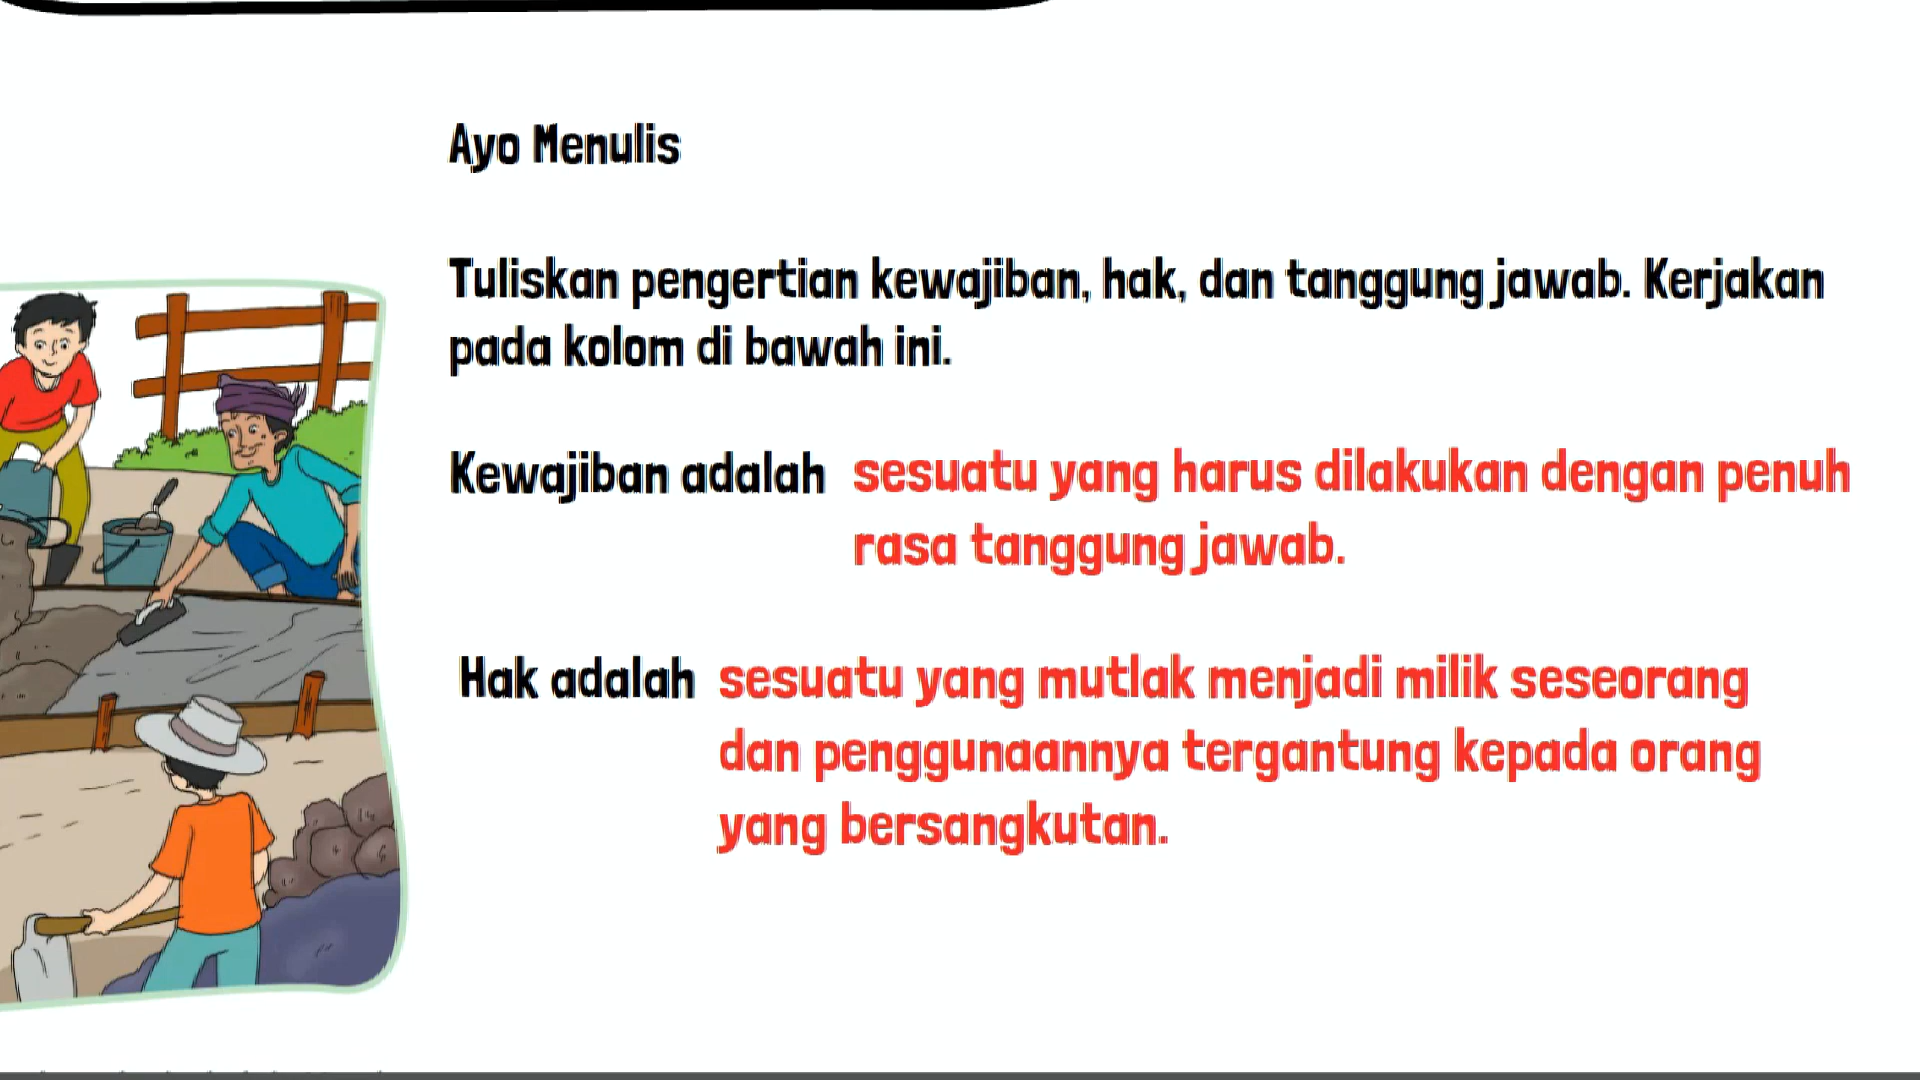 Ayo Menulis
Tuliskan pengertian kewajiban, hak, dan tanggung jawab. Kerjakan
pada kolom di bawah ini.
Kewajiban adalah sesuatu yang harus dilakukan dengan penuh
rasa tanggung jawab.
Hak adalah sesuatu yang mutlak menjadi milik seseorang
dan penggunaannya tergantung kepada orang
yang bersangkutan.